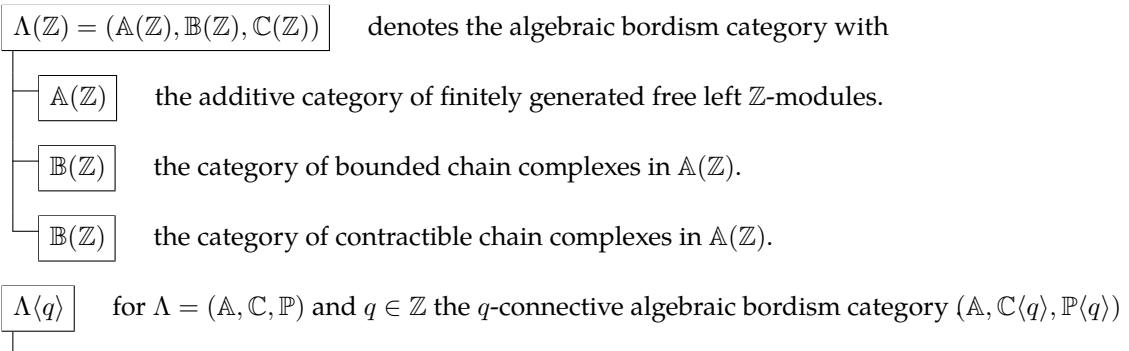 Λ(ℤ) = (𝔸(ℤ), 𝔹(ℤ), ℂ(ℤ)) denotes the algebraic bordism category with
𝔸(ℤ) the additive category of finitely generated free left ℤ-modules.
𝔹(ℤ) the category of bounded chain complexes in 𝔸(ℤ).
𝔹(ℤ) the category of contractible chain complexes in 𝔸(ℤ).
Λ⟨q⟩ for Λ = (𝔸, ℂ, ℙ) and q ∈ ℤ the q-connective algebraic bordism category (𝔸, ℂ⟨q⟩, ℙ⟨q⟩)